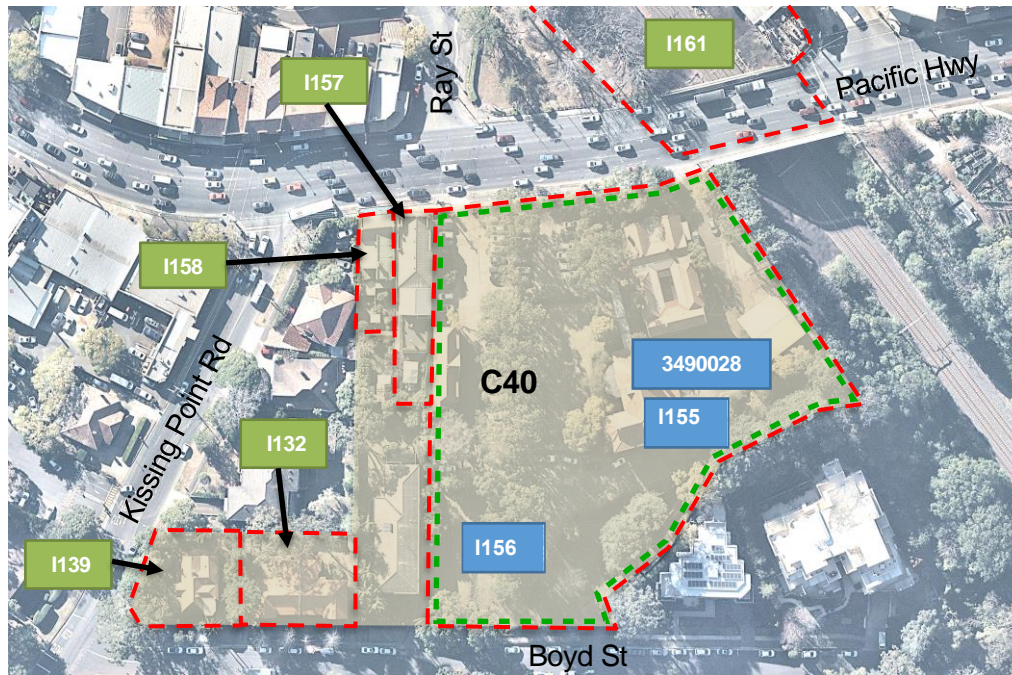 I161
Pacific Hwy
Ray St
I157
I158
3490028
C40
I155
Kissing Point Rd
I132
I156
I139
Boyd St